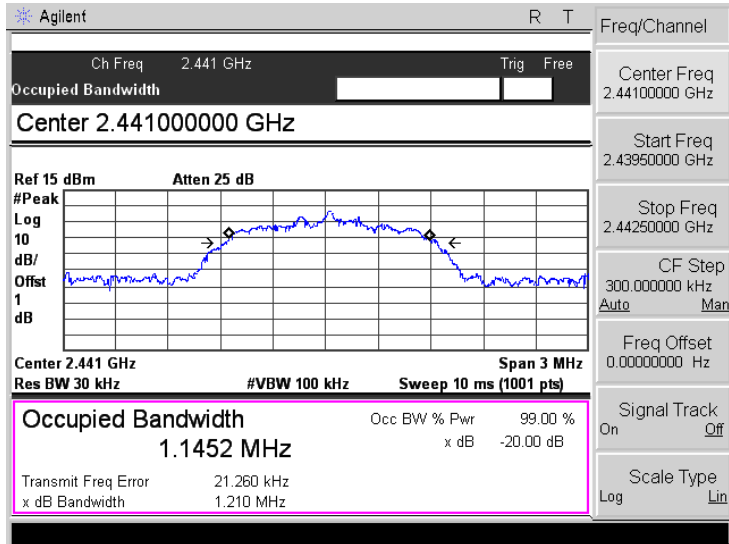 Agilent R T
Ch Freq 2.441 GHz Trig Free
Occupied Bandwidth
Center 2.441000000 GHz
Ref 15 dBm Atten 25 dB
#Peak
Log
10
dB/
Offst
1
dB
Center 2.441 GHz Span 3 MHz
Res BW 30 kHz #VBW 100 kHz Sweep 10 ms (1001 pts)
Occupied Bandwidth Occ BW % Pwr 99.00 %
1.1452 MHz x dB -20.00 dB
Transmit Freq Error 21.260 kHz
x dB Bandwidth 1.210 MHz
Freq/Channel
Center Freq
2.44100000 GHz
Start Freq
2.43950000 GHz
Stop Freq
2.44250000 GHz
CF Step
300.000000 kHz
Auto Man
Freq Offset
0.00000000 Hz
Signal Track
On Off
Scale Type
Log Lin